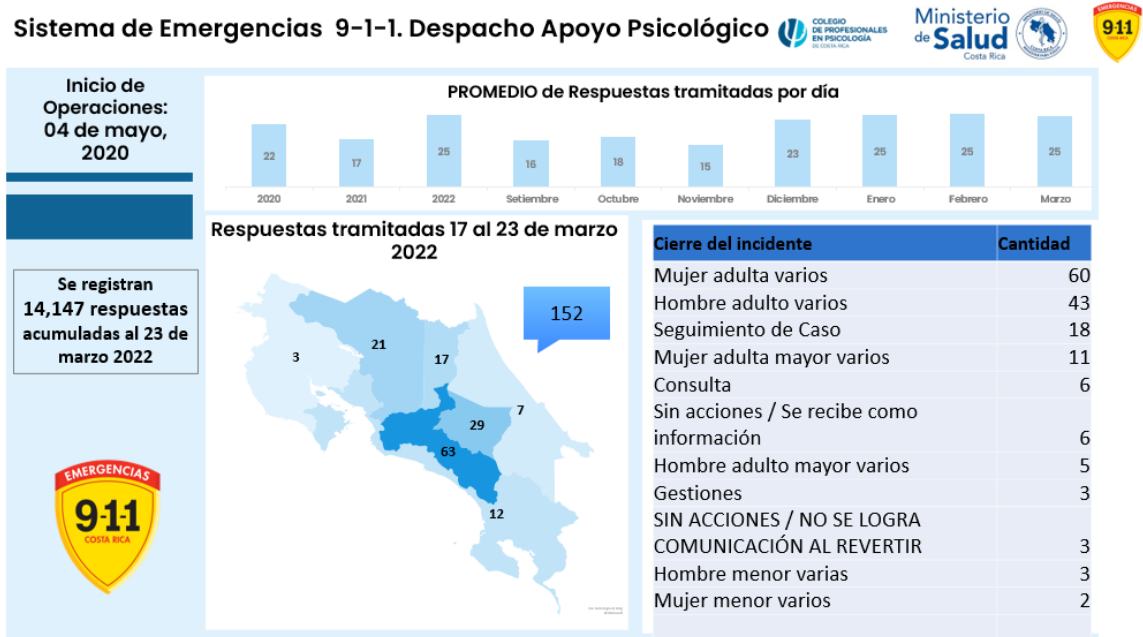 Sistema de Emergencias 9-1-1. Despacho Apoyo Psicológico
COLEGIO
DE PROFESIONALES
EN PSICOLOGÍA
DE COSTA RICA
Ministerio
de Salud
Costa Rica
EMERGENCIAS
9-11
Inicio de
Operaciones:
04 de mayo,
2020
PROMEDIO de Respuestas tramitadas por día
22 17 25 16 18 15 23 25 25 25
2020 2021 2022 Setiembre Octubre Noviembre Diciembre Enero Febrero Marzo
Se registran
14,147 respuestas
acumuladas al 23 de
marzo 2022
EMERGENCIAS
9-1-1
COSTA RICA
Respuestas tramitadas 17 al 23 de marzo
2022
152
3
21
17
7
29
63
12
Cierre del incidente Cantidad
Mujer adulta varios 60
Hombre adulto varios 43
Seguimiento de Caso 18
Mujer adulta mayor varios 11
Consulta 6
Sin acciones / Se recibe como
información 6
Hombre adulto mayor varios 5
Gestiones 3
SIN ACCIONES / NO SE LOGRA
COMUNICACIÓN AL REVERTIR 3
Hombre menor varias 3
Mujer menor varios 2